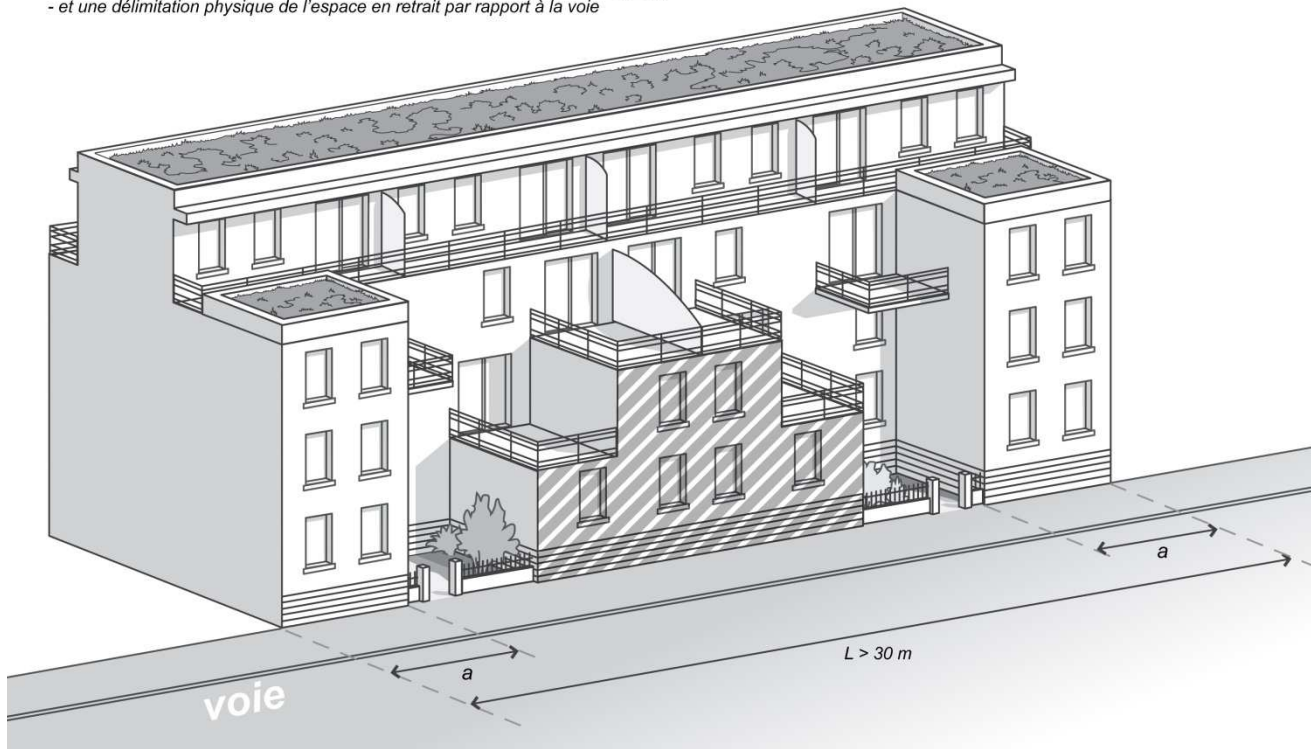 - et une délimitation physique de l'espace en retrait par rapport à la voie
a
L > 30 m
a
voie